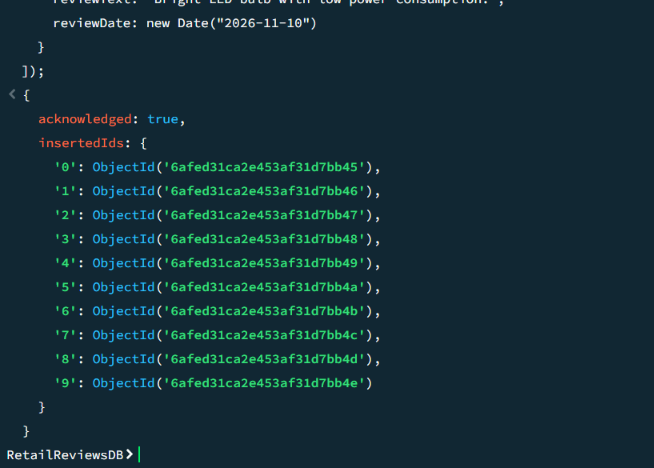 reviewText: "Bright LED bulb with low power consumption.",
reviewDate: new Date("2026-11-10")
}
]);
< {
acknowledged: true,
insertedIds: {
'0': ObjectId('6afed31ca2e453af31d7bb45'),
'1': ObjectId('6afed31ca2e453af31d7bb46'),
'2': ObjectId('6afed31ca2e453af31d7bb47'),
'3': ObjectId('6afed31ca2e453af31d7bb48'),
'4': ObjectId('6afed31ca2e453af31d7bb49'),
'5': ObjectId('6afed31ca2e453af31d7bb4a'),
'6': ObjectId('6afed31ca2e453af31d7bb4b'),
'7': ObjectId('6afed31ca2e453af31d7bb4c'),
'8': ObjectId('6afed31ca2e453af31d7bb4d'),
'9': ObjectId('6afed31ca2e453af31d7bb4e')
}
}
RetailReviewsDB>